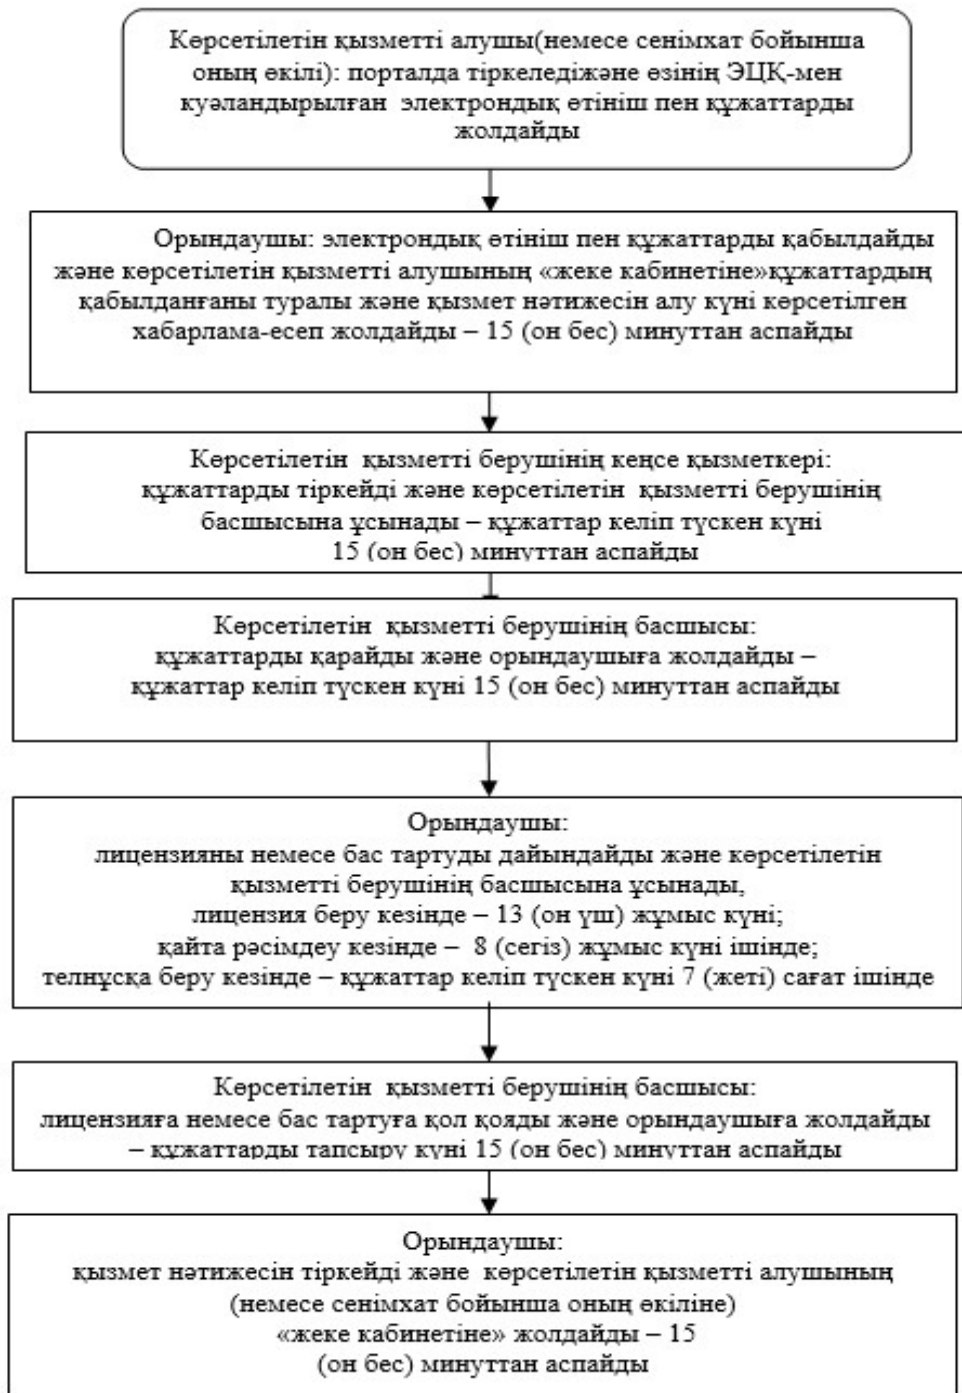 Көрсетілетін қызметті алушы(немесе сенімхат бойынша
оның өкілі): порталда тіркеледіжәне өзінің ЭЦҚ-мен
куәландырылған электрондық өтініш пен құжаттарды
жолдайды
Орындаушы: электрондық өтініш пен құжаттарды қабылдайды
және көрсетілетін қызметті алушының «жеке кабинетіне»құжаттардың
қабылданғаны туралы және қызмет нәтижесін алу күні көрсетілген
хабарлама-есеп жолдайды – 15 (он бес) минуттан аспайды
Көрсетілетін қызметті берушінің кеңсе қызметкері:
құжаттарды тіркейді және көрсетілетін қызметті берушінің
басшысына ұсынады – құжаттар келіп түскен күні
15 (он бес) минуттан аспайды
Көрсетілетін қызметті берушінің басшысы:
құжаттарды қарайды және орындаушыға жолдайды –
құжаттар келіп түскен күні 15 (он бес) минуттан аспайды
Орындаушы:
лицензияны немесе бас тартуды дайындайды және көрсетілетін
қызметті берушінің басшысына ұсынады,
лицензия беру кезінде – 13 (он үш) жұмыс күні;
қайта рәсімдеу кезінде – 8 (сегіз) жұмыс күні ішінде;
телнұсқа беру кезінде – құжаттар келіп түскен күні 7 (жеті) сағат ішінде
Көрсетілетін қызметті берушінің басшысы:
лицензияға немесе бас тартуға қол қояды және орындаушыға жолдайды
– құжаттарды тапсыру күні 15 (он бес) минуттан аспайды
Орындаушы:
қызмет нәтижесін тіркейді және көрсетілетін қызметті алушының
(немесе сенімхат бойынша оның өкіліне)
«жеке кабинетіне» жолдайды – 15
(он бес) минуттан аспайды